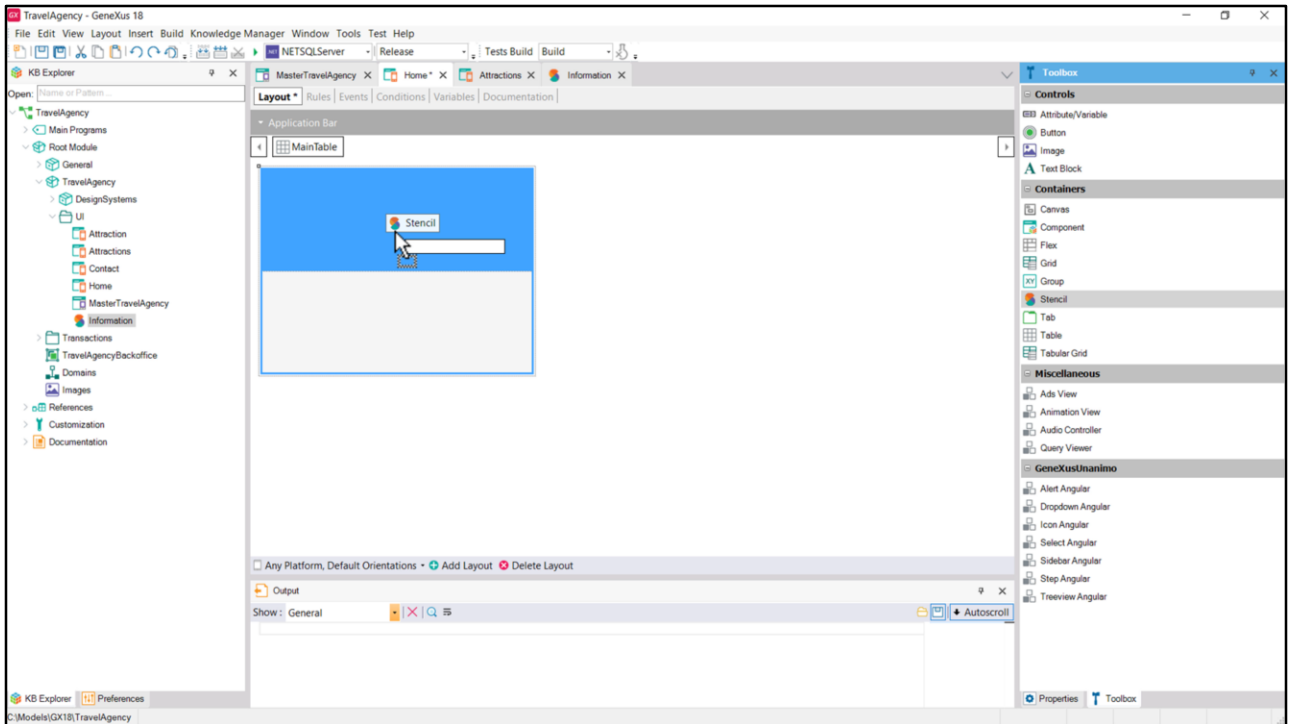 TravelAgency - GeneXus 18
File Edit View Layout Insert Build Knowledge Manager Window Tools Test Help
NETSQLServer Release Tests Build Build
KB Explorer
Open: Name or Pattern ...
TravelAgency
Main Programs
Root Module
General
TravelAgency
DesignSystems
UI
Attraction
Attractions
Contact
Home
MasterTravelAgency
Information
Transactions
TravelAgencyBackoffice
Domains
Images
References
Customization
Documentation
KB Explorer Preferences
C:\Models\GX18\TravelAgency
MasterTravelAgency X Home* X Attractions X Information X
Layout * Rules Events Conditions Variables Documentation
Application Bar
MainTable
Stencil
Any Platform, Default Orientations Add Layout Delete Layout
Output
Show: General Autoscroll
Toolbox
Controls
Attribute/Variable
Button
Image
Text Block
Containers
Canvas
Component
Flex
Grid
Group
Stencil
Tab
Table
Tabular Grid
Miscellaneous
Ads View
Animation View
Audio Controller
Query Viewer
GeneXusUnanimo
Alert Angular
Dropdown Angular
Icon Angular
Select Angular
Sidebar Angular
Step Angular
Treeview Angular
Properties Toolbox